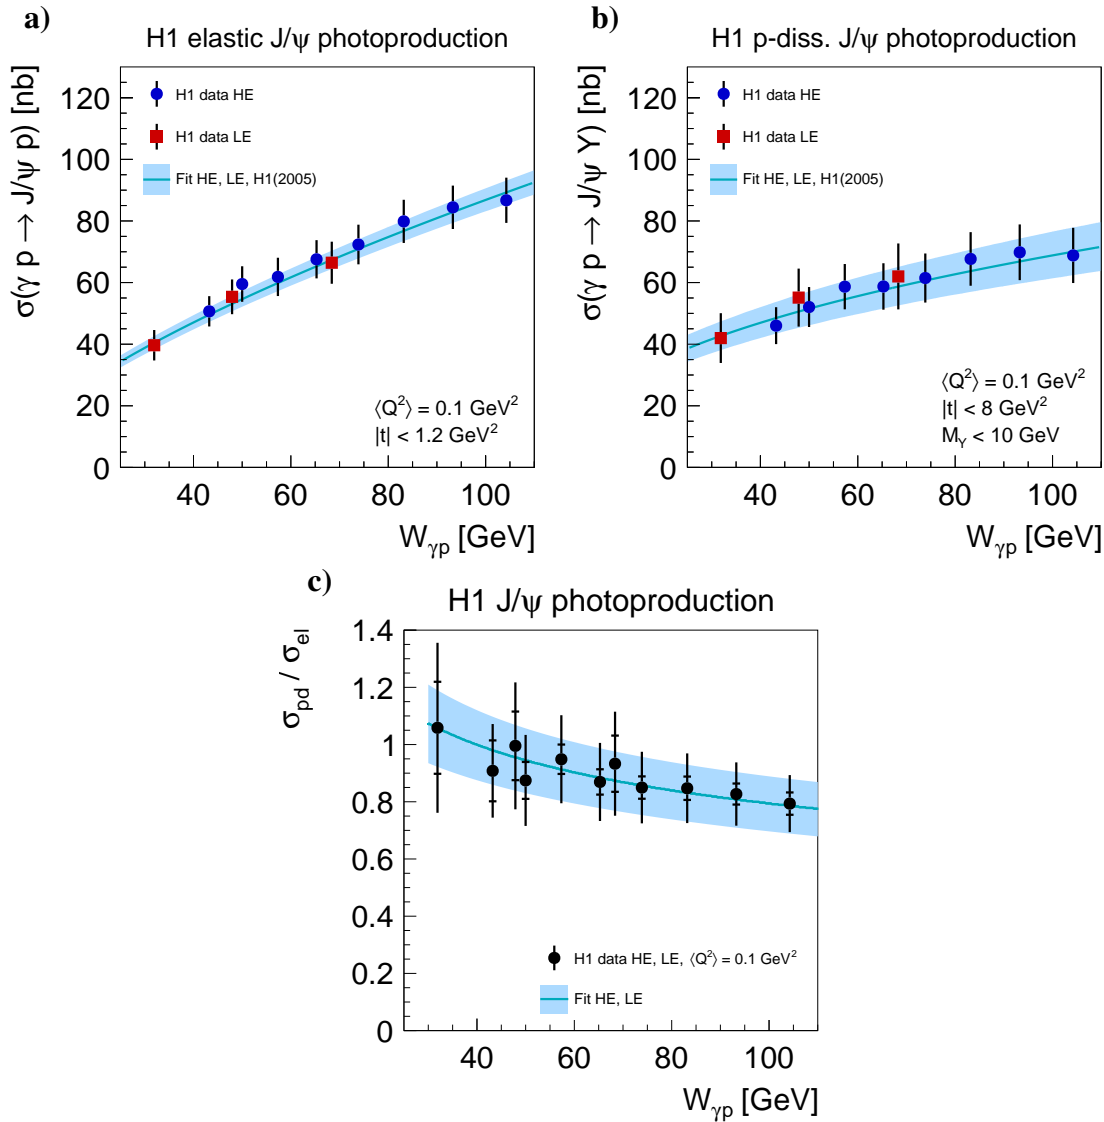 a)
H1 elastic J/ψ photoproduction
σ(γ p → J/ψ p) [nb]
120
100
80
60
40
20
0
H1 data HE
H1 data LE
Fit HE, LE, H1(2005)
⟨Q²⟩ = 0.1 GeV²
|t| < 1.2 GeV²
40 60 80 100
W_γp [GeV]
b)
H1 p-diss. J/ψ photoproduction
σ(γ p → J/ψ Y) [nb]
120
100
80
60
40
20
0
H1 data HE
H1 data LE
Fit HE, LE, H1(2005)
⟨Q²⟩ = 0.1 GeV²
|t| < 8 GeV²
M_Y < 10 GeV
40 60 80 100
W_γp [GeV]
c)
H1 J/ψ photoproduction
σ_pd / σ_el
1.4
1.2
1
0.8
0.6
0.4
0.2
0
H1 data HE, LE, ⟨Q²⟩ = 0.1 GeV²
Fit HE, LE
40 60 80 100
W_γp [GeV]